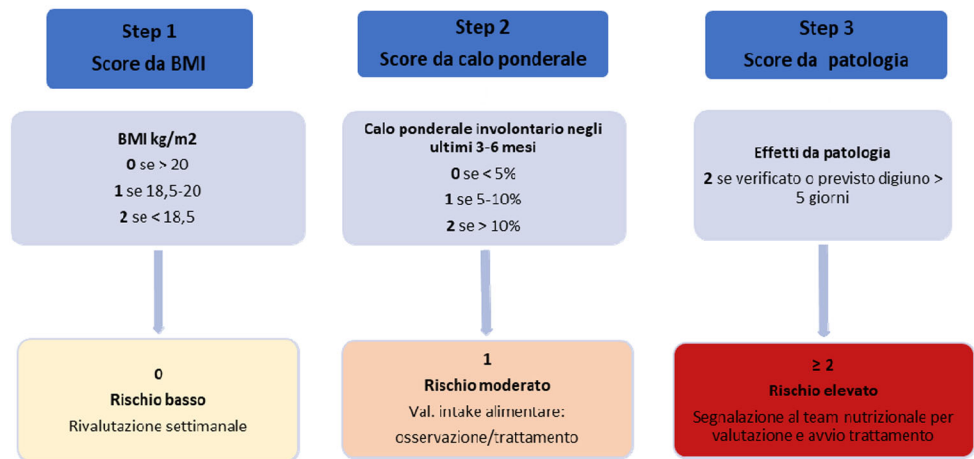 Step 1
Score da BMI
Step 2
Score da calo ponderale
Step 3
Score da patologia
BMI kg/m2
0 se > 20
1 se 18,5-20
2 se < 18,5
Calo ponderale involontario negli
ultimi 3-6 mesi
0 se < 5%
1 se 5-10%
2 se > 10%
Effetti da patologia
2 se verificato o previsto digiuno >
5 giorni
0
Rischio basso
Rivalutazione settimanale
1
Rischio moderato
Val. intake alimentare:
osservazione/trattamento
≥ 2
Rischio elevato
Segnalazione al team nutrizionale per
valutazione e avvio trattamento